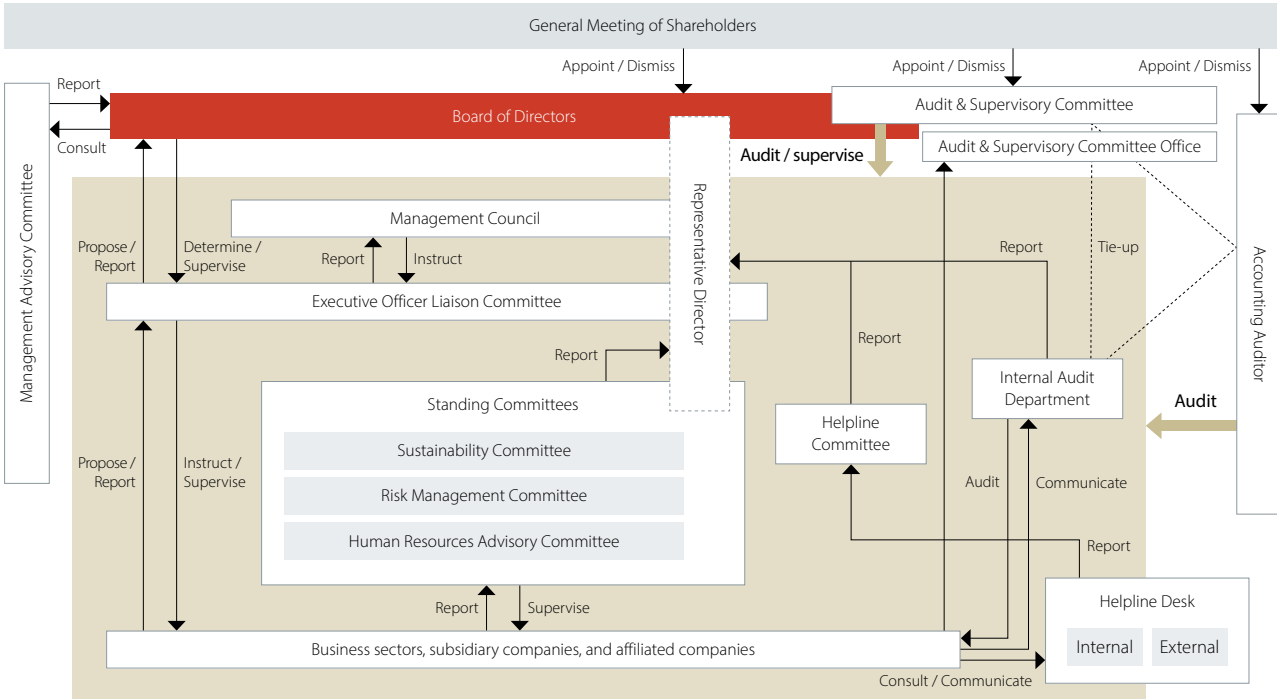 General Meeting of Shareholders
Appoint / Dismiss
Appoint / Dismiss
Appoint / Dismiss
Report
Consult
Management Advisory Committee
Board of Directors
Audit & Supervisory Committee
Audit & Supervisory Committee Office
Audit / supervise
Representative Director
Accounting Auditor
Management Council
Propose /
Report
Determine /
Supervise
Report
Instruct
Report
Tie-up
Executive Officer Liaison Committee
Report
Report
Internal Audit
Department
Audit
Standing Committees
Sustainability Committee
Risk Management Committee
Human Resources Advisory Committee
Helpline
Committee
Propose /
Report
Instruct /
Supervise
Audit
Communicate
Report
Report
Supervise
Helpline Desk
Internal
External
Business sectors, subsidiary companies, and affiliated companies
Consult / Communicate